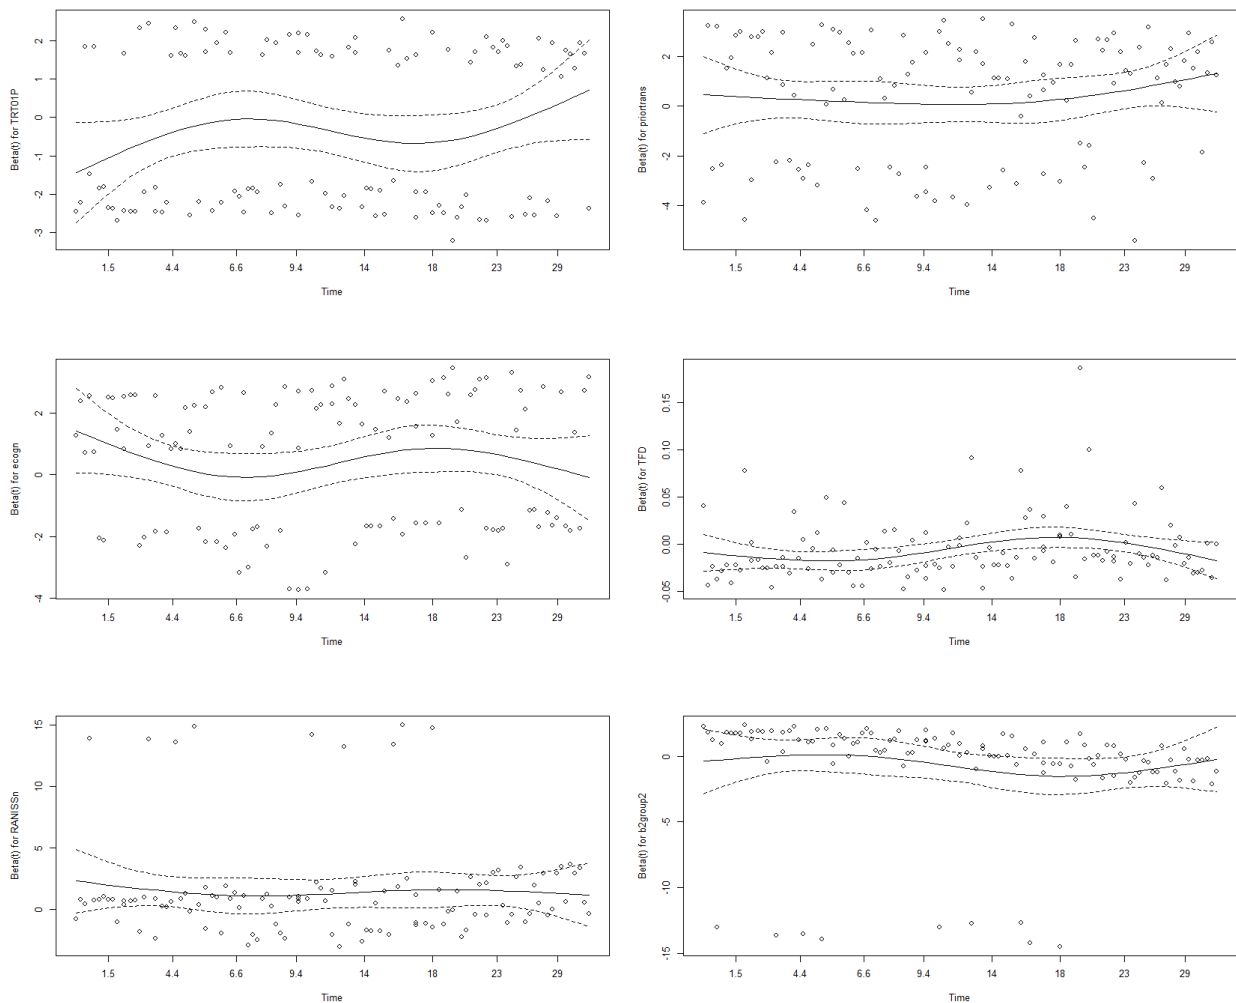 Beta(t) for TRT01P
2
1
0
-1
-2
-3
1.5 4.4 6.6 9.4 14 18 23 29
Time
Beta(t) for priortrans
2
0
-2
-4
1.5 4.4 6.6 9.4 14 18 23 29
Time
Beta(t) for ecogn
2
0
-2
-4
1.5 4.4 6.6 9.4 14 18 23 29
Time
Beta(t) for TFD
0.15
0.10
0.05
0.00
-0.05
1.5 4.4 6.6 9.4 14 18 23 29
Time
Beta(t) for RANISSn
15
10
5
0
1.5 4.4 6.6 9.4 14 18 23 29
Time
Beta(t) for b2group2
0
-5
-10
-15
1.5 4.4 6.6 9.4 14 18 23 29
Time